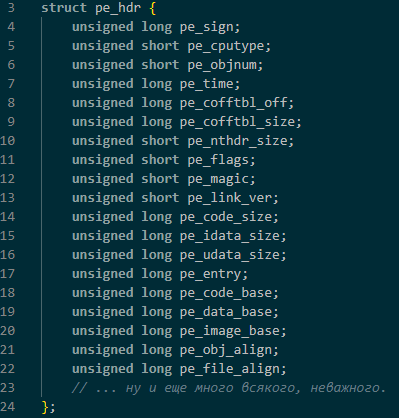 3 struct pe_hdr {
4 unsigned long pe_sign;
5 unsigned short pe_cputype;
6 unsigned short pe_objnum;
7 unsigned long pe_time;
8 unsigned long pe_cofftbl_off;
9 unsigned long pe_cofftbl_size;
10 unsigned short pe_nthdr_size;
11 unsigned short pe_flags;
12 unsigned short pe_magic;
13 unsigned short pe_link_ver;
14 unsigned long pe_code_size;
15 unsigned long pe_idata_size;
16 unsigned long pe_udata_size;
17 unsigned long pe_entry;
18 unsigned long pe_code_base;
19 unsigned long pe_data_base;
20 unsigned long pe_image_base;
21 unsigned long pe_obj_align;
22 unsigned long pe_file_align;
23 // ... ну и еще много всякого, неважного.
24 };